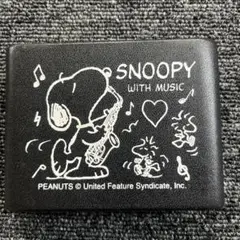 SNOOPY
WITH MUSIC
PEANUTS © United Feature Syndicate, Inc.